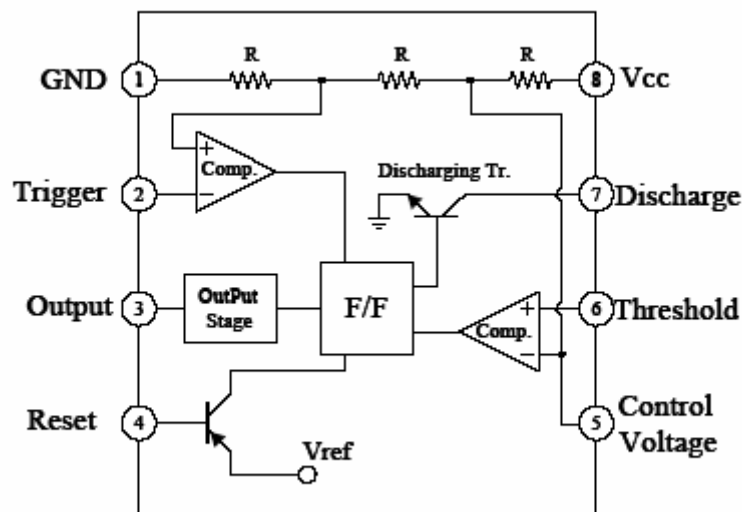 R
R
R
GND
1
8
Vcc
+
Comp.
−
Discharging Tr.
Trigger
2
7
Discharge
Output
3
OutPut
Stage
F/F
+
Comp.
−
6
Threshold
Reset
4
Vref
5
Control
Voltage